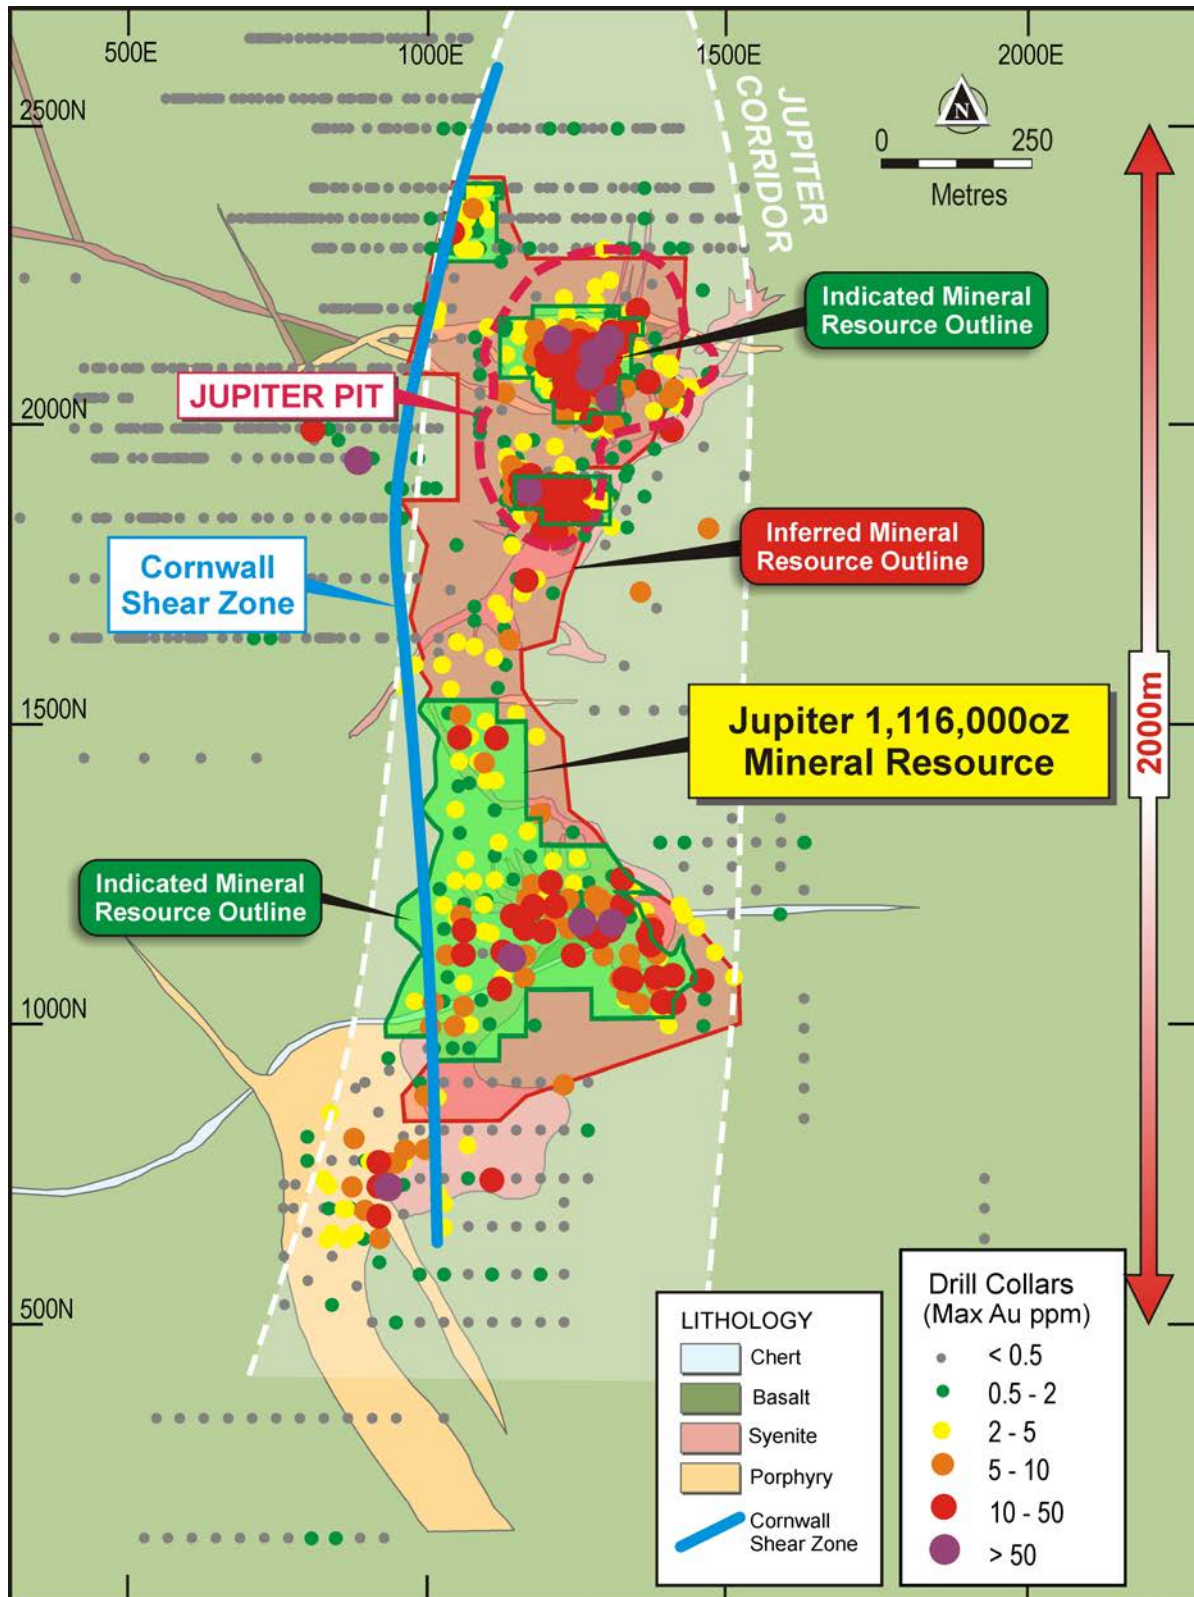 500E
1000E
1500E
2000E
2500N
2000N
1500N
1000N
500N
JUPITER
CORRIDOR
N
0
250
Metres
Indicated Mineral
Resource Outline
JUPITER PIT
Inferred Mineral
Resource Outline
Cornwall
Shear Zone
Jupiter 1,116,000oz
Mineral Resource
2000m
Indicated Mineral
Resource Outline
LITHOLOGY
Chert
Basalt
Syenite
Porphyry
Cornwall
Shear Zone
Drill Collars
(Max Au ppm)
< 0.5
0.5 - 2
2 - 5
5 - 10
10 - 50
> 50